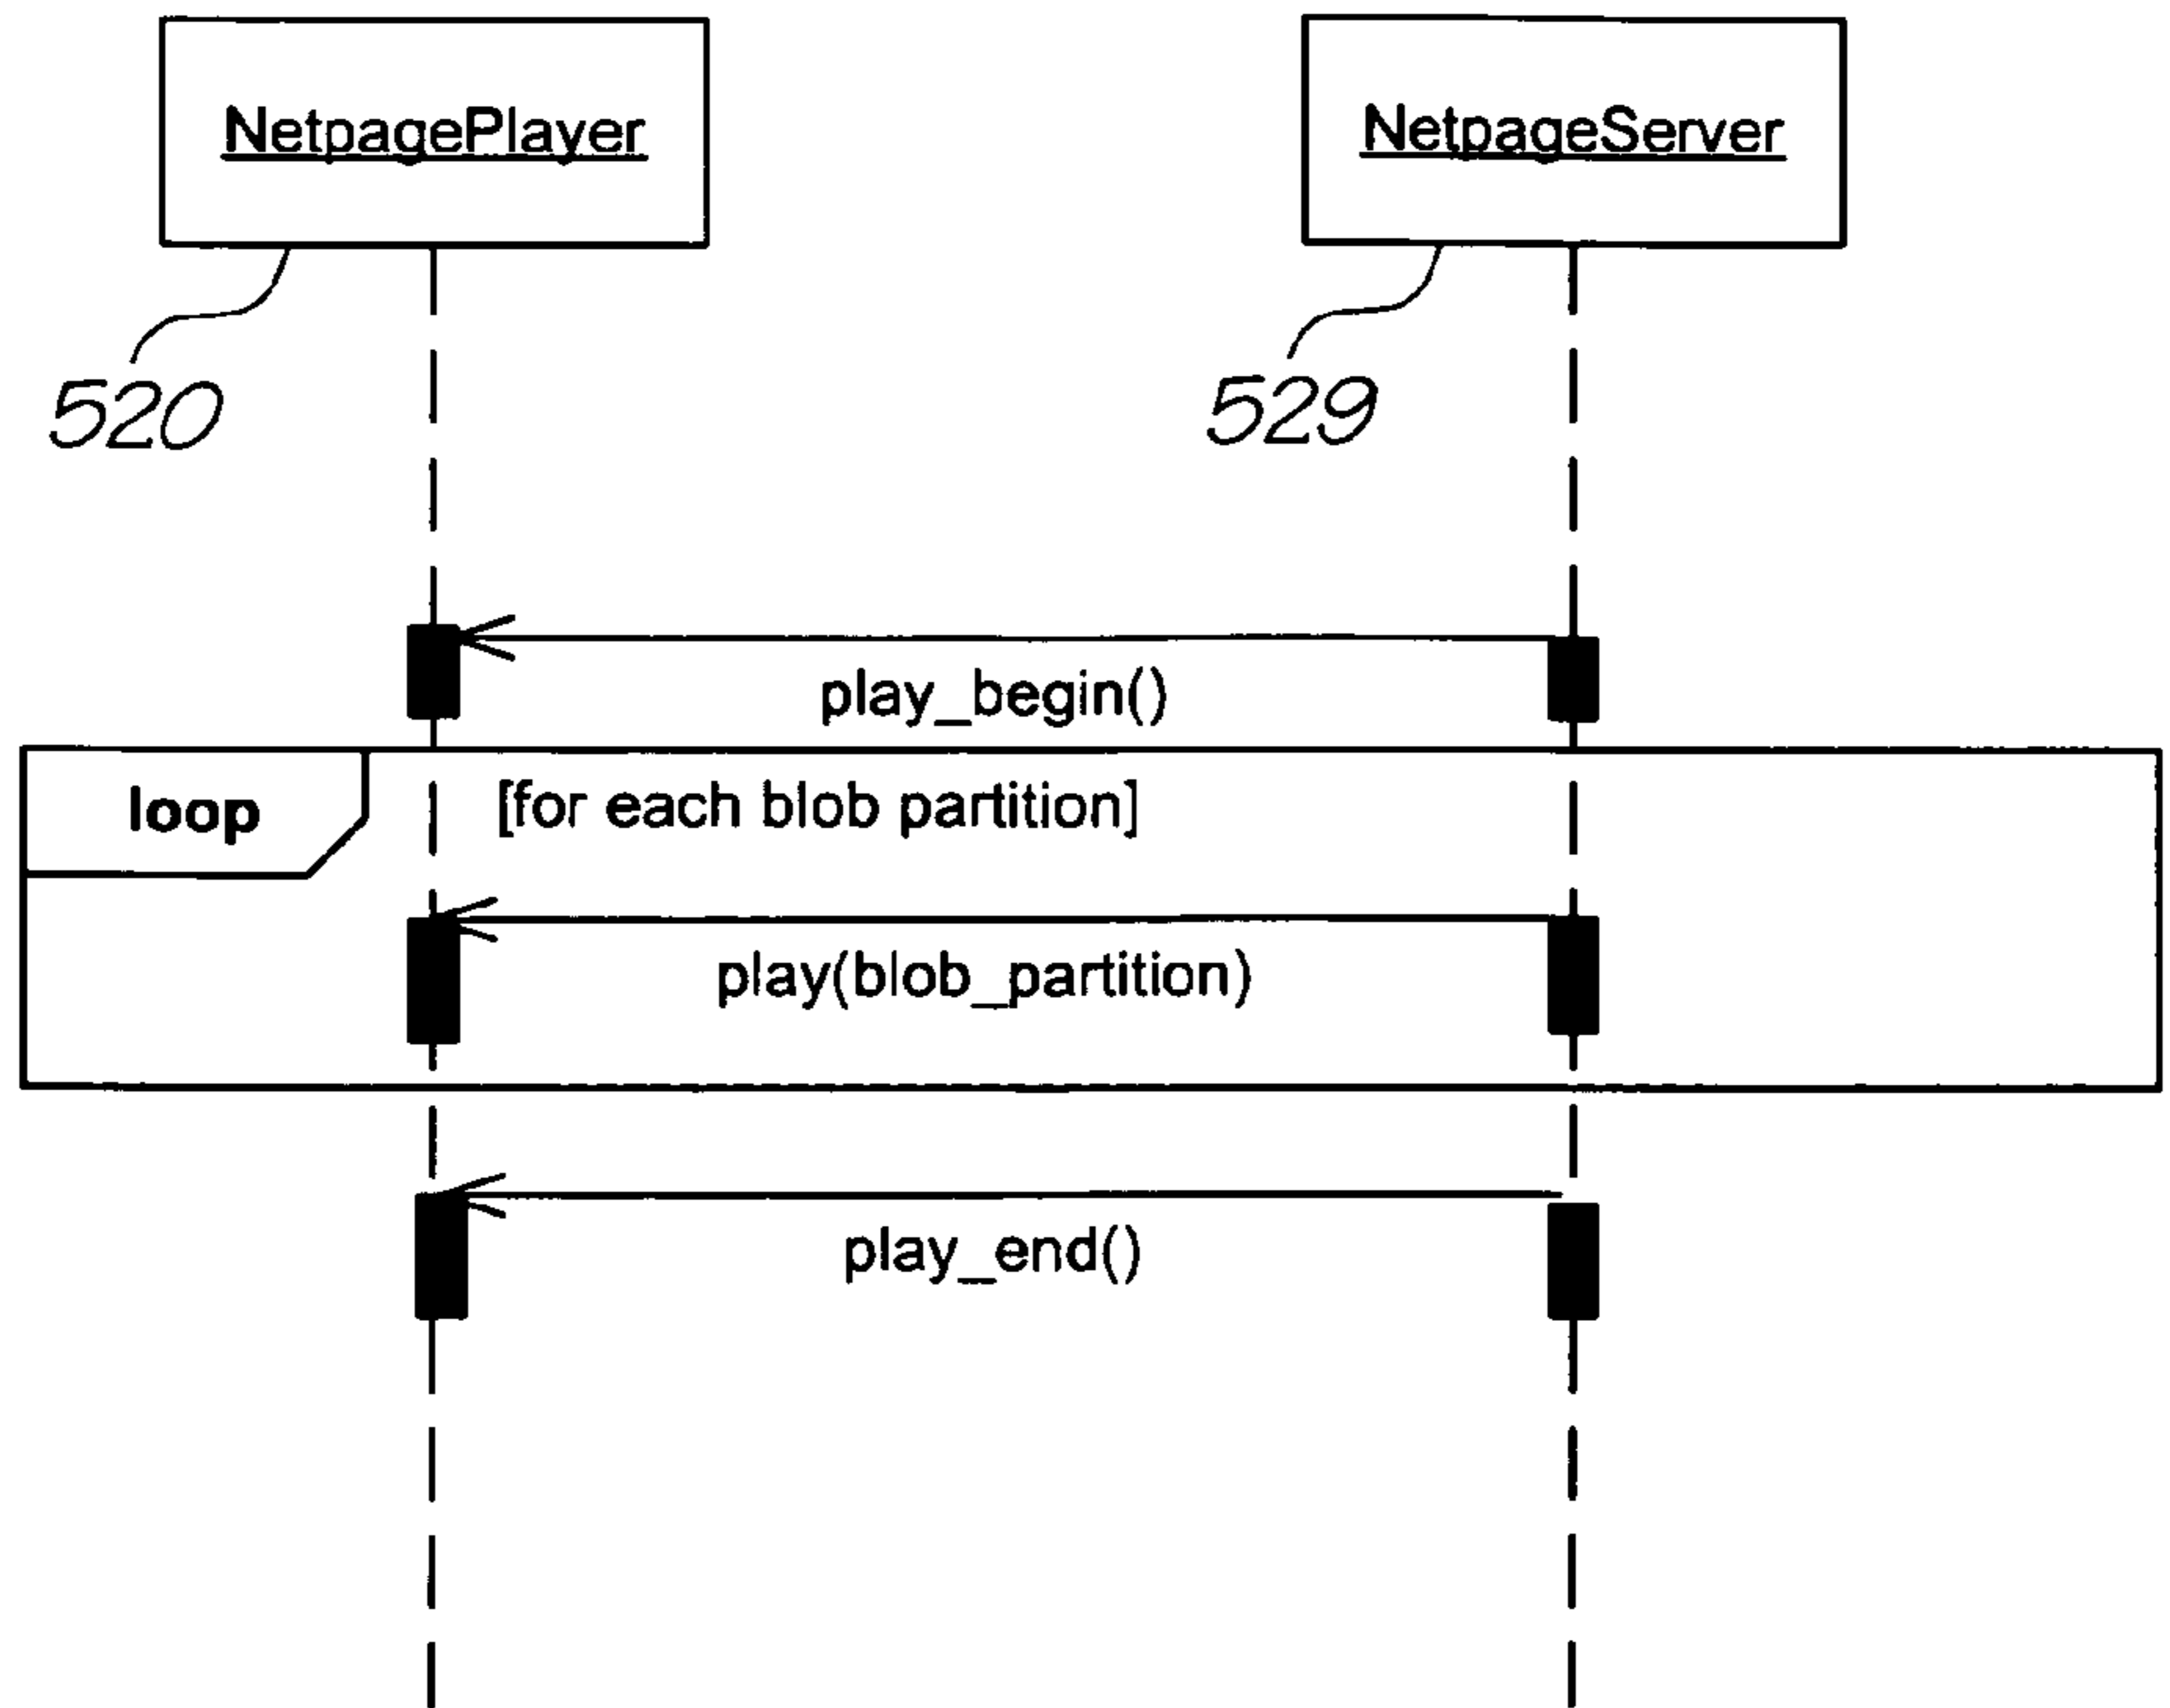 NetpagePlayer
NetpageServer
520
529
play_begin()
loop
[for each blob partition]
play(blob_partition)
play_end()